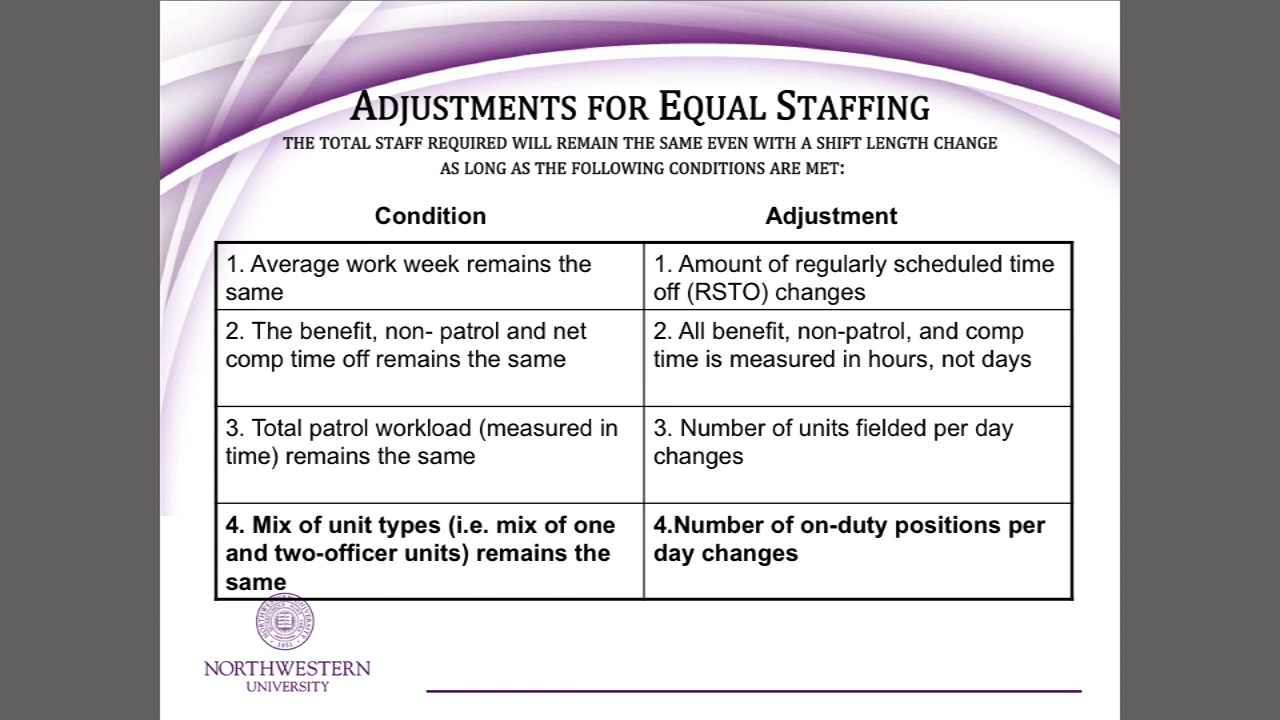 ADJUSTMENTS FOR EQUAL STAFFING
THE TOTAL STAFF REQUIRED WILL REMAIN THE SAME EVEN WITH A SHIFT LENGTH CHANGE
AS LONG AS THE FOLLOWING CONDITIONS ARE MET:
Condition
Adjustment
1. Average work week remains the
same
1. Amount of regularly scheduled time
off (RSTO) changes
2. The benefit, non- patrol and net
comp time off remains the same
2. All benefit, non-patrol, and comp
time is measured in hours, not days
3. Total patrol workload (measured in
time) remains the same
3. Number of units fielded per day
changes
4. Mix of unit types (i.e. mix of one
and two-officer units) remains the
same
4.Number of on-duty positions per
day changes
NORTHWESTERN
UNIVERSITY